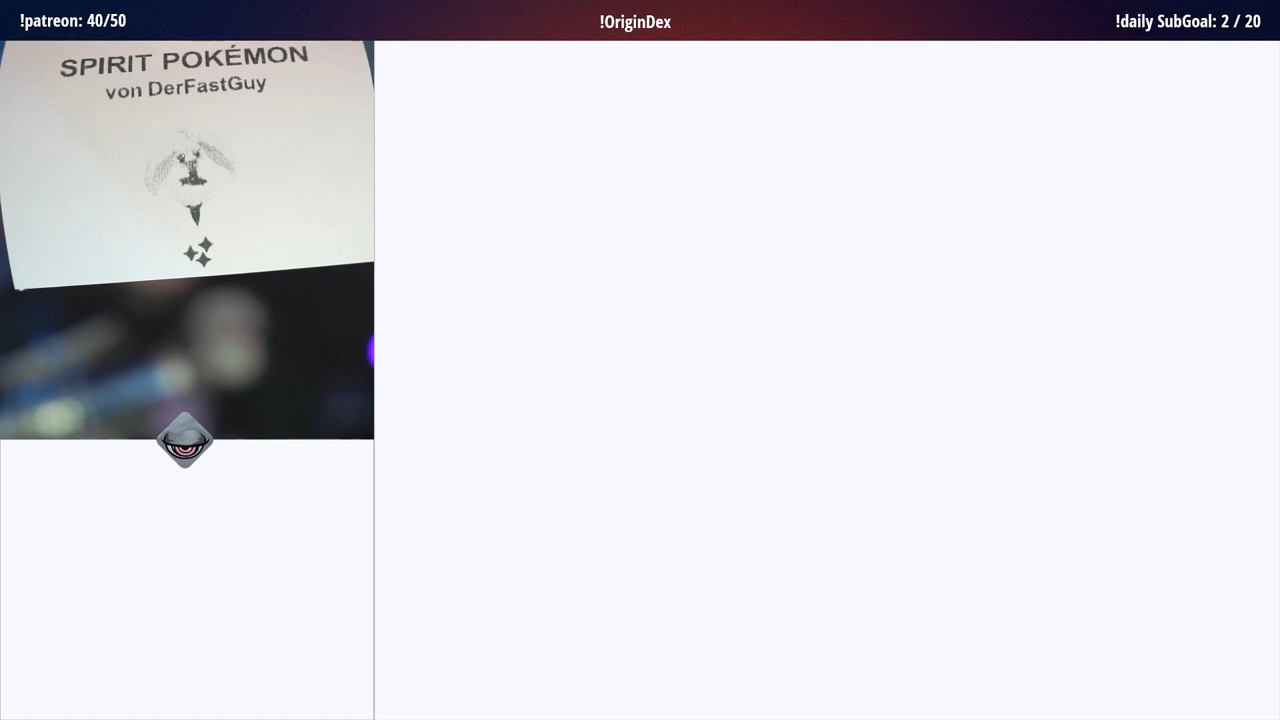 !patreon: 40/50
!OriginDex
!daily SubGoal: 2 / 20
SPIRIT POKÉMON
von DerFastGuy